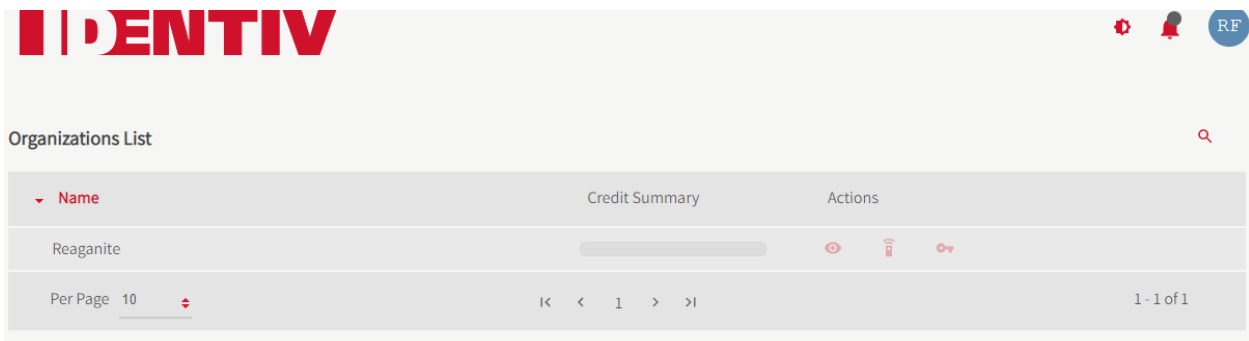 IDENTIV
RF
Organizations List
Name Credit Summary Actions
Reaganite
Per Page 10 1 1 - 1 of 1